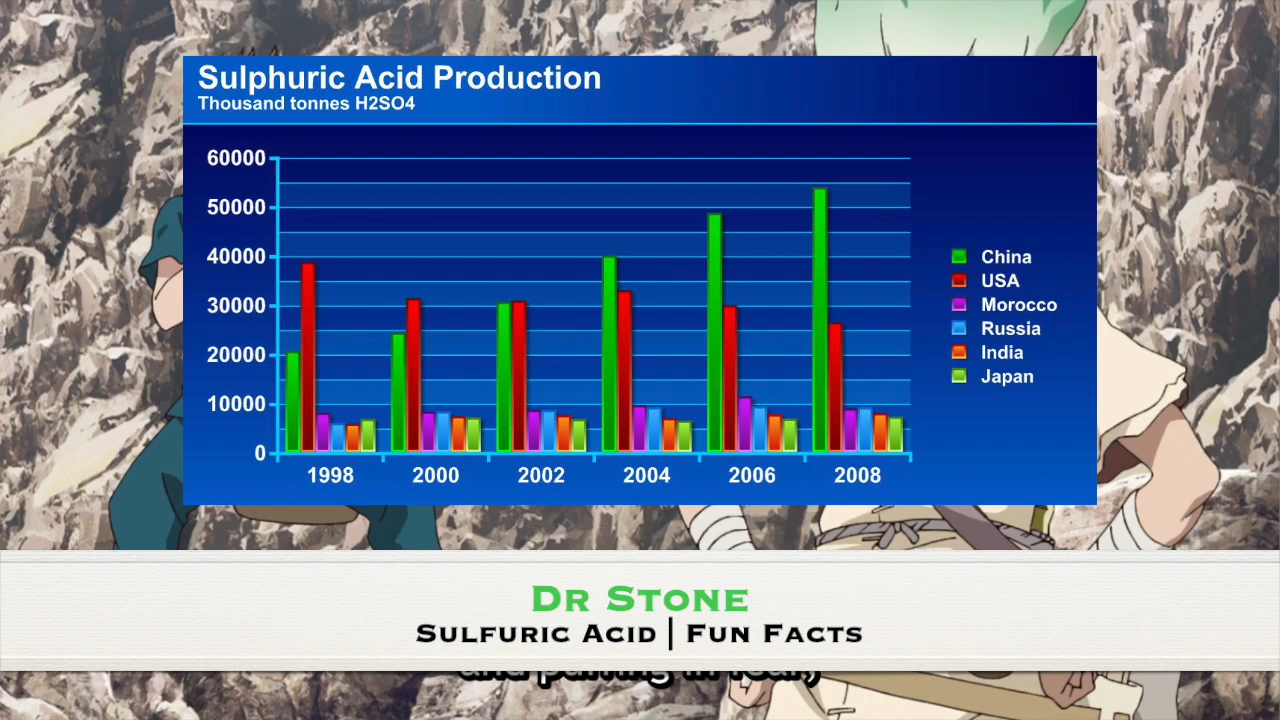 Sulphuric Acid Production
Thousand tonnes H2SO4
60000
50000
40000
30000
20000
10000
0
1998 2000 2002 2004 2006 2008
China
USA
Morocco
Russia
India
Japan
Dr Stone
Sulfuric Acid | Fun Facts